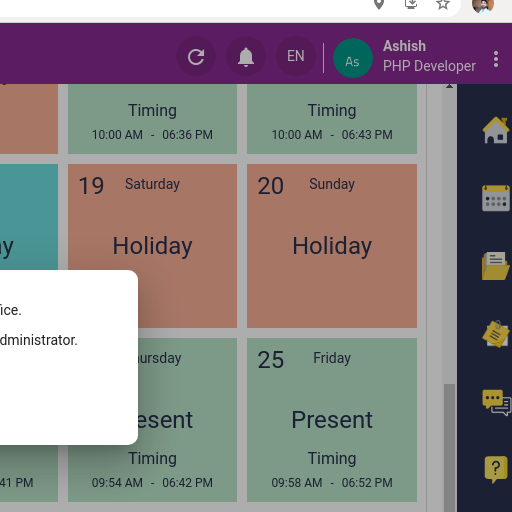 EN
Ashish
PHP Developer
As
Timing
10:00 AM - 06:36 PM
Timing
10:00 AM - 06:43 PM
19 Saturday
Holiday
20 Sunday
Holiday
fice.
dministrator.
ursday
esent
Timing
09:54 AM - 06:42 PM
25 Friday
Present
Timing
09:58 AM - 06:52 PM
41 PM